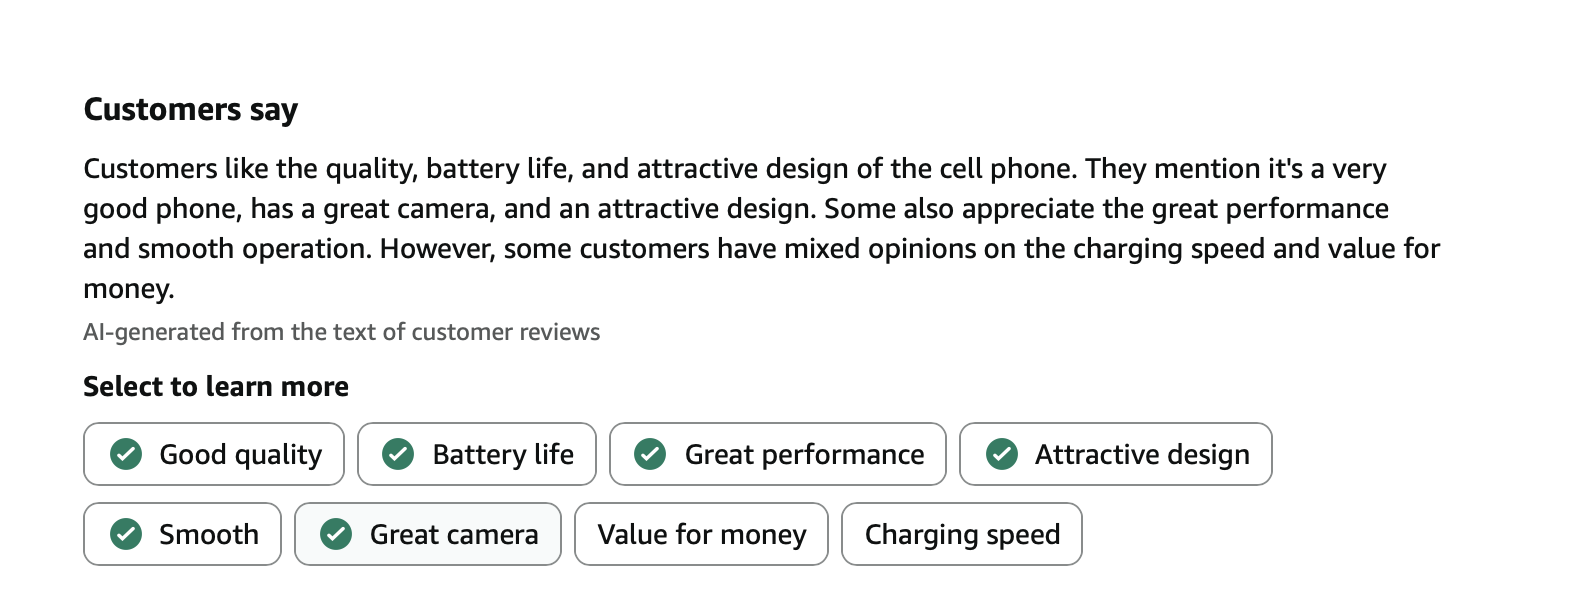 Customers say
Customers like the quality, battery life, and attractive design of the cell phone. They mention it's a very
good phone, has a great camera, and an attractive design. Some also appreciate the great performance
and smooth operation. However, some customers have mixed opinions on the charging speed and value for
money.
AI-generated from the text of customer reviews
Select to learn more
Good quality Battery life Great performance Attractive design
Smooth Great camera Value for money Charging speed